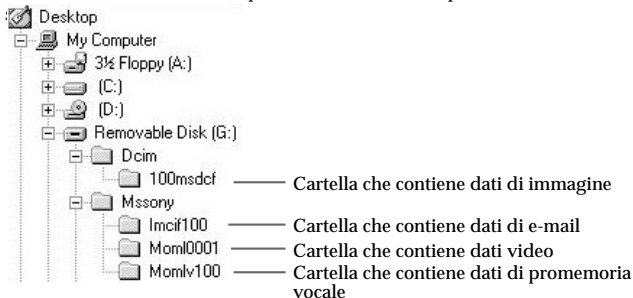 Desktop
My Computer
3½ Floppy (A:)
(C:)
(D:)
Removable Disk (G:)
Dcim
100msdcf Cartella che contiene dati di immagine
Mssony
Imcif100 Cartella che contiene dati di e-mail
Moml0001 Cartella che contiene dati video
Momlv100 Cartella che contiene dati di promemoria
vocale